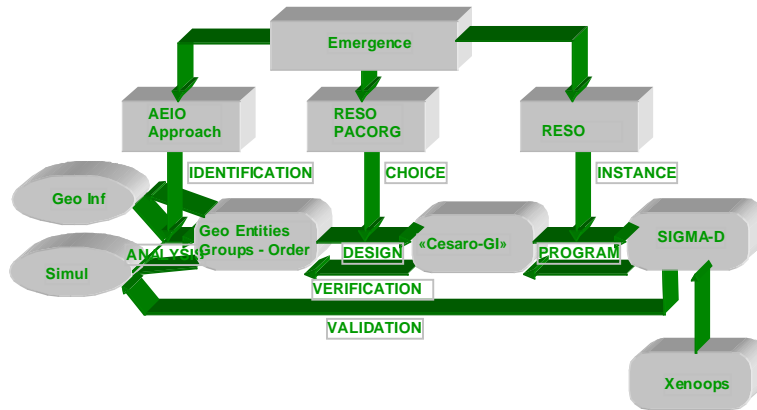 Emergence
AEIO
Approach
RESO
PACORG
RESO
IDENTIFICATION
CHOICE
INSTANCE
Geo Inf
Geo Entities
Groups - Order
«Cesaro-GI»
SIGMA-D
ANALYSIS
DESIGN
PROGRAM
Simul
VERIFICATION
VALIDATION
Xenoops